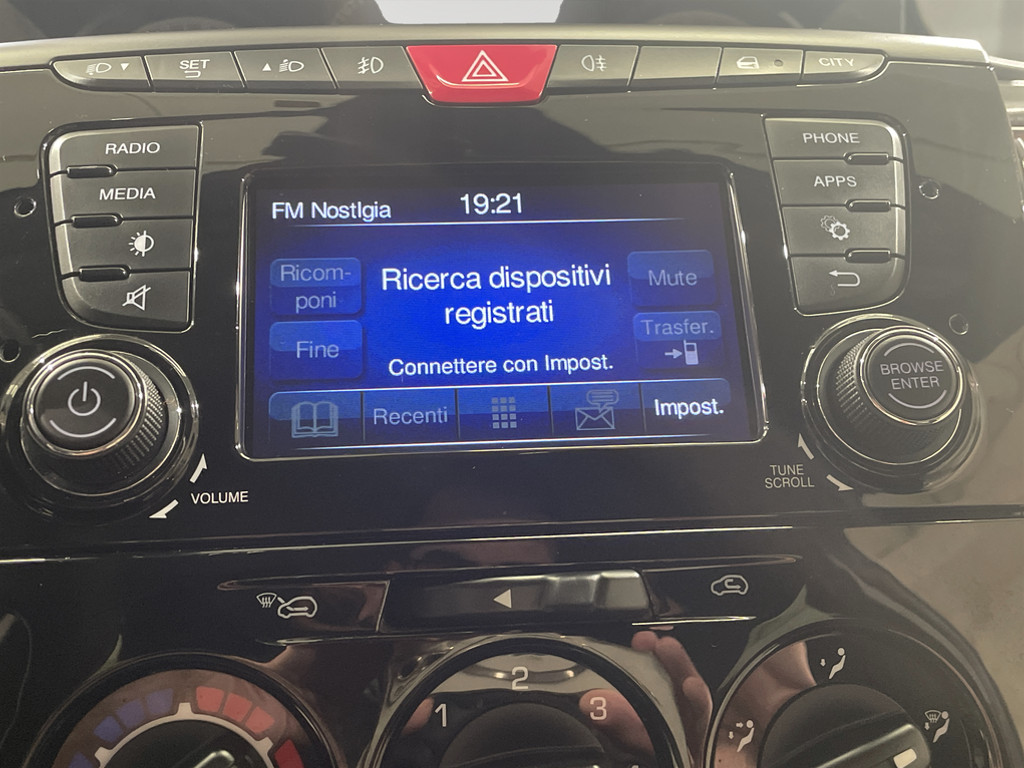 SET
CITY
RADIO
MEDIA
PHONE
APPS
FM Nostlgia 19:21
Ricom-
poni
Ricerca dispositivi
registrati
Mute
Fine
Trasfer.
Connettere con Impost.
Recenti
Impost.
VOLUME
BROWSE
ENTER
TUNE
SCROLL
1
2
3